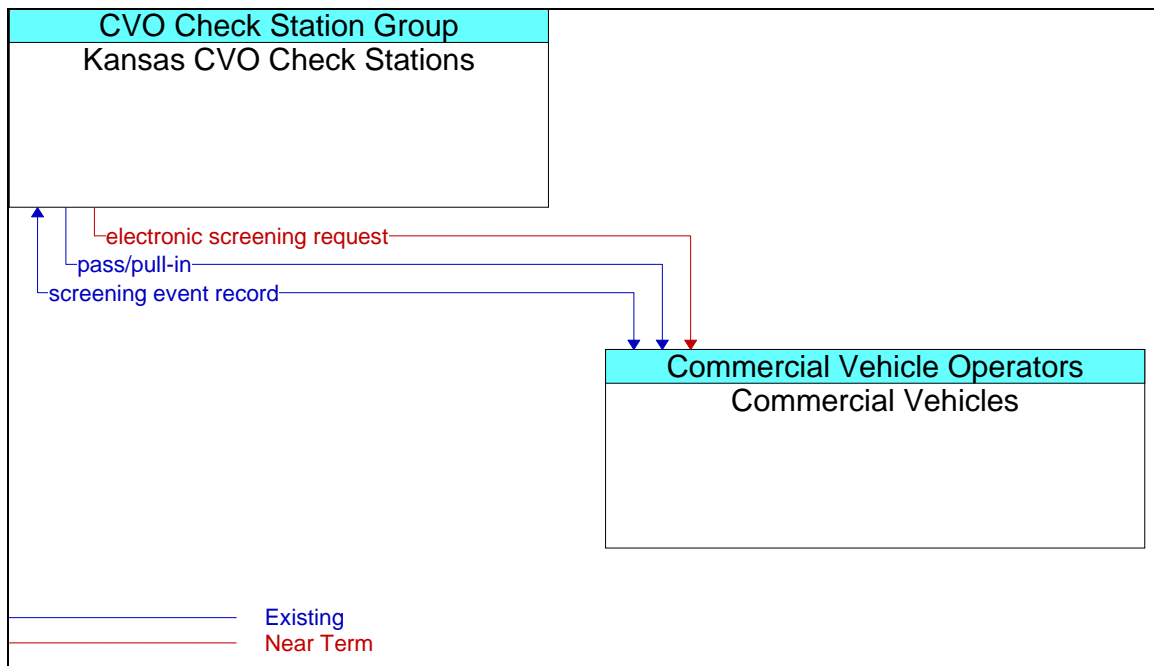 CVO Check Station Group
Kansas CVO Check Stations
electronic screening request
pass/pull-in
screening event record
Commercial Vehicle Operators
Commercial Vehicles
Existing
Near Term